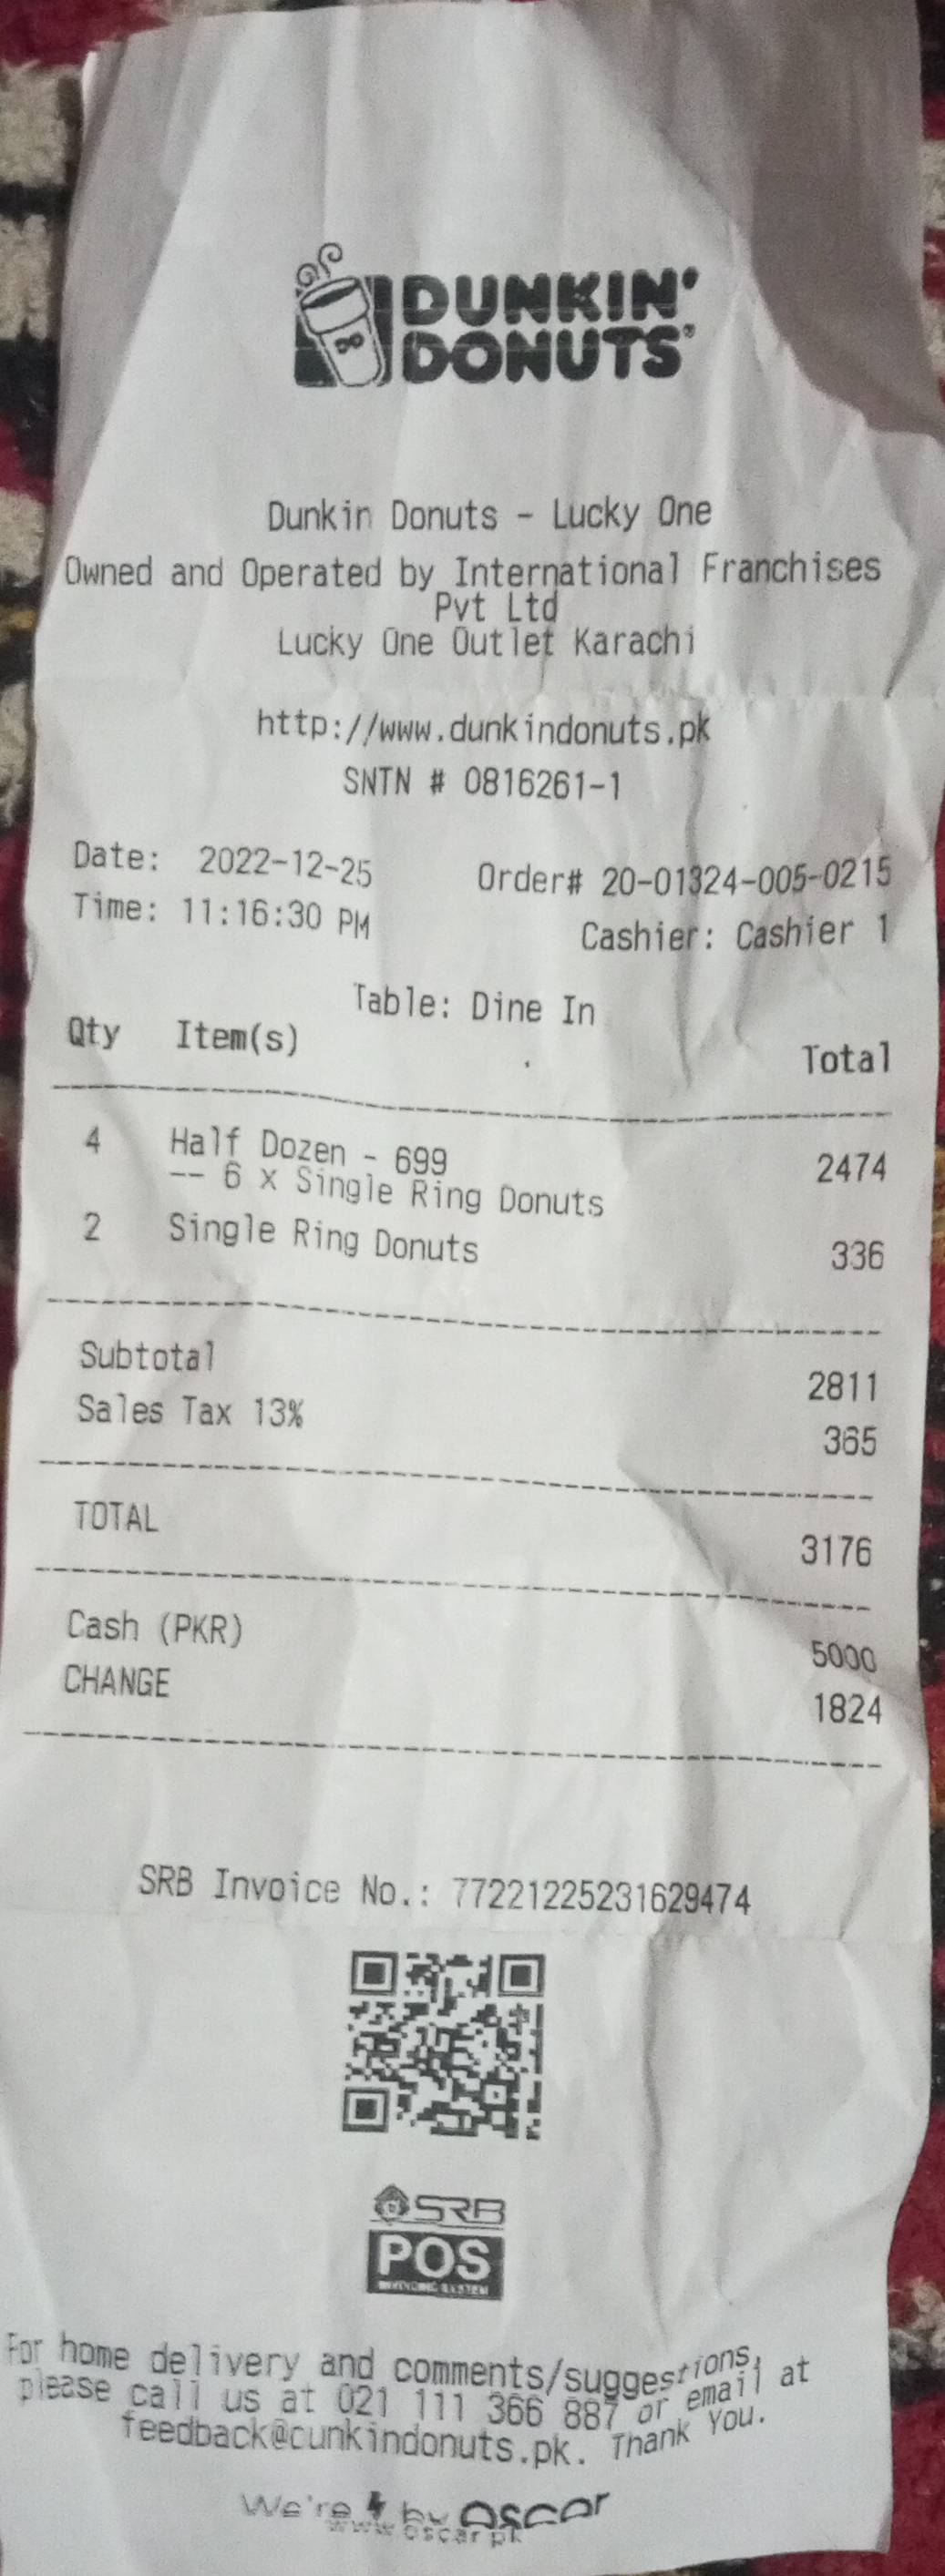 DUNKIN'
DONUTS®
Dunkin Donuts - Lucky One
Owned and Operated by International Franchises
Pvt Ltd
Lucky One Outlet Karachi
http://www.dunkindonuts.pk
SNTN # 0816261-1
Date: 2022-12-25 Order# 20-01324-005-0215
Time: 11:16:30 PM Cashier: Cashier 1
Table: Dine In
Qty Item(s) Total
4 Half Dozen - 699 2474
-- 6 x Single Ring Donuts
2 Single Ring Donuts 336
Subtotal 2811
Sales Tax 13% 365
TOTAL 3176
Cash (PKR) 5000
CHANGE 1824
SRB Invoice No.: 77221225231629474
SRB
POS
INVOICING SYSTEM
For home delivery and comments/suggestions,
please call us at 021 111 366 887 or email at
feedback@cunkindonuts.pk. Thank You.
We're by oscar
www.oscar.pk